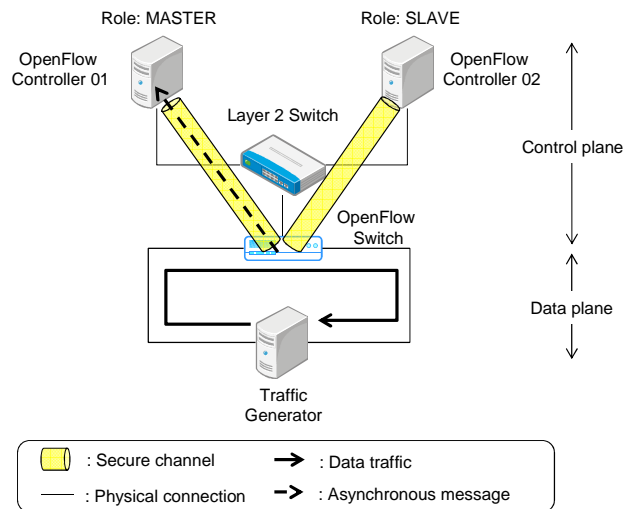 Role: MASTER
Role: SLAVE
OpenFlow
Controller 01
OpenFlow
Controller 02
Layer 2 Switch
Control plane
OpenFlow
Switch
Data plane
Traffic
Generator
: Secure channel
: Data traffic
: Physical connection
: Asynchronous message